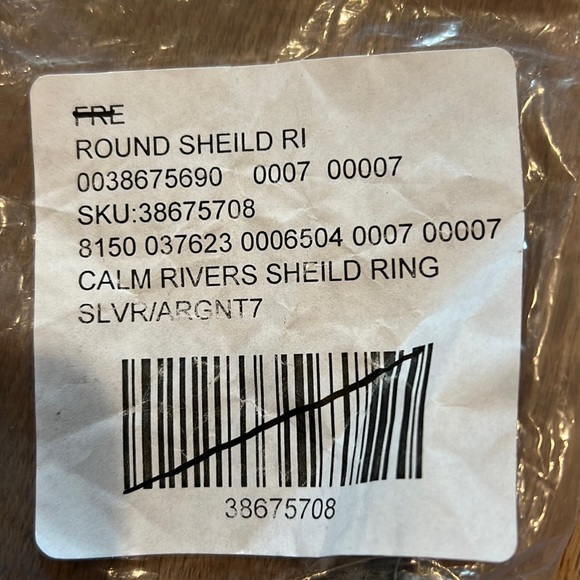 FRE
ROUND SHEILD RI
0038675690 0007 00007
SKU:38675708
8150 037623 0006504 0007 00007
CALM RIVERS SHEILD RING
SLVR/ARGNT7
38675708